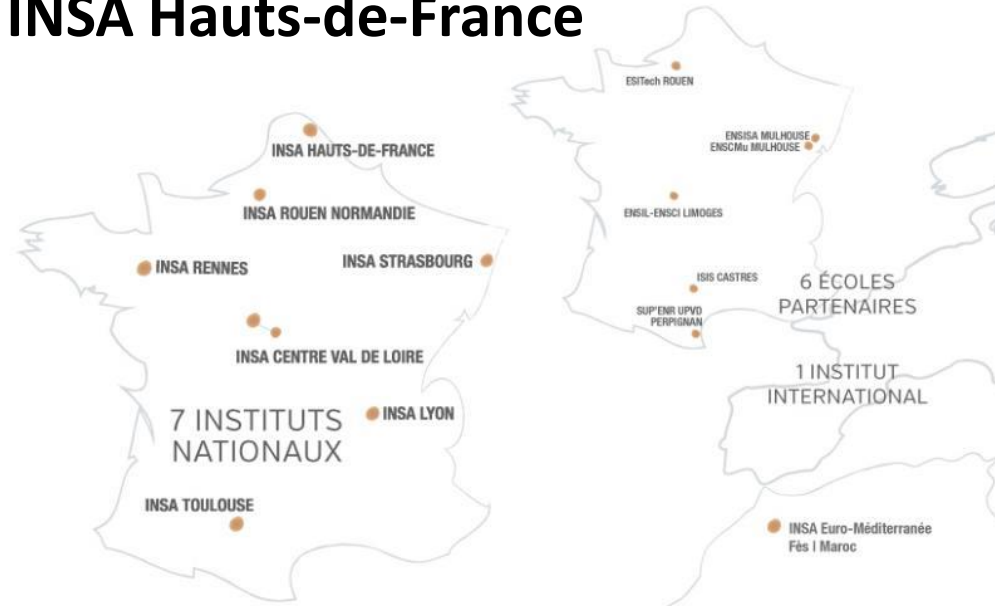 INSA Hauts-de-France
INSA HAUTS-DE-FRANCE
INSA ROUEN NORMANDIE
INSA RENNES
INSA STRASBOURG
INSA CENTRE VAL DE LOIRE
INSA LYON
7 INSTITUTS
NATIONAUX
INSA TOULOUSE
ESITech ROUEN
ENSISA MULHOUSE
ENSCMu MULHOUSE
ENSIL-ENSCI LIMOGES
ISIS CASTRES
SUP'ENR UPVD
PERPIGNAN
6 ÉCOLES
PARTENAIRES
1 INSTITUT
INTERNATIONAL
INSA Euro-Méditerranée
Fès | Maroc